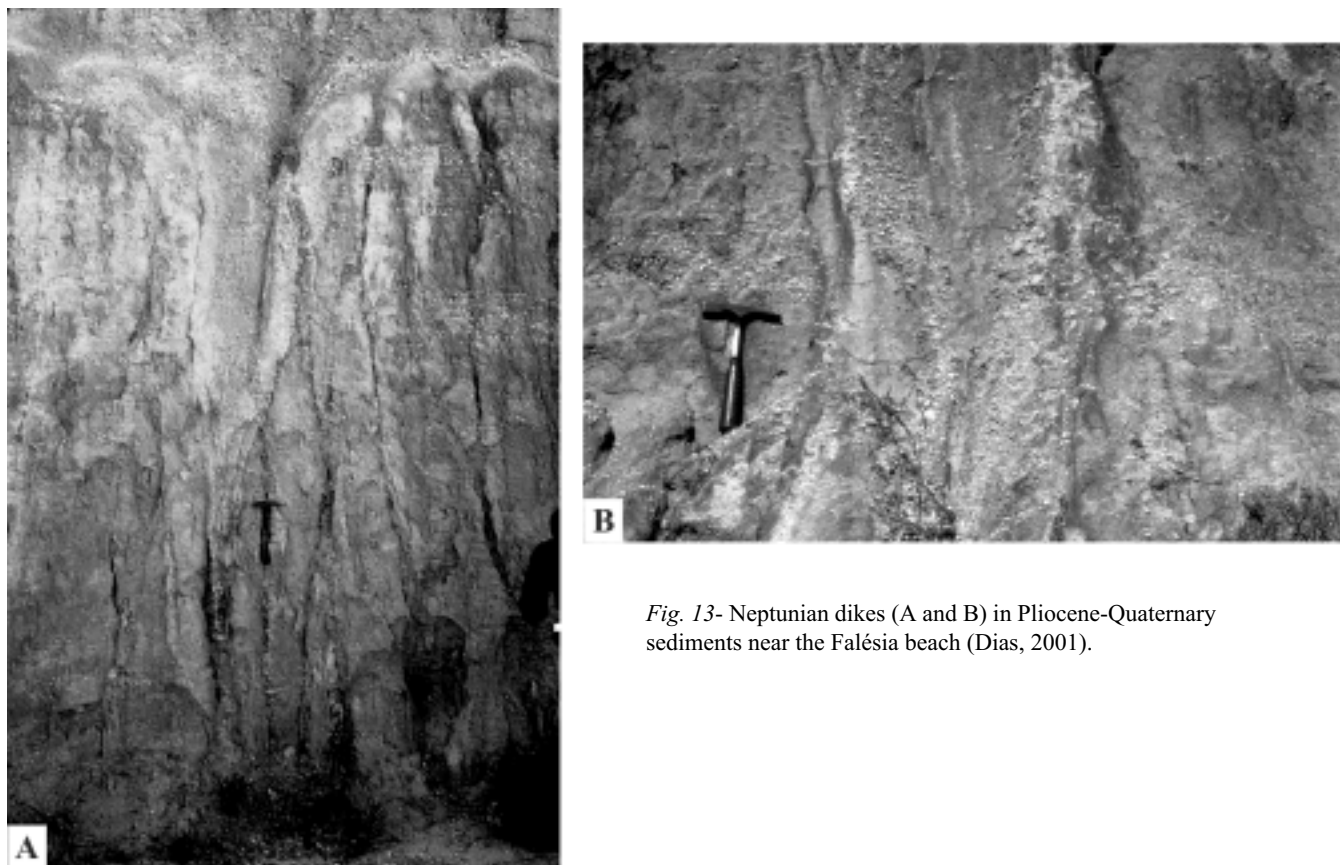 A
B
Fig. 13- Neptunian dikes (A and B) in Pliocene-Quaternary
sediments near the Falésia beach (Dias, 2001).